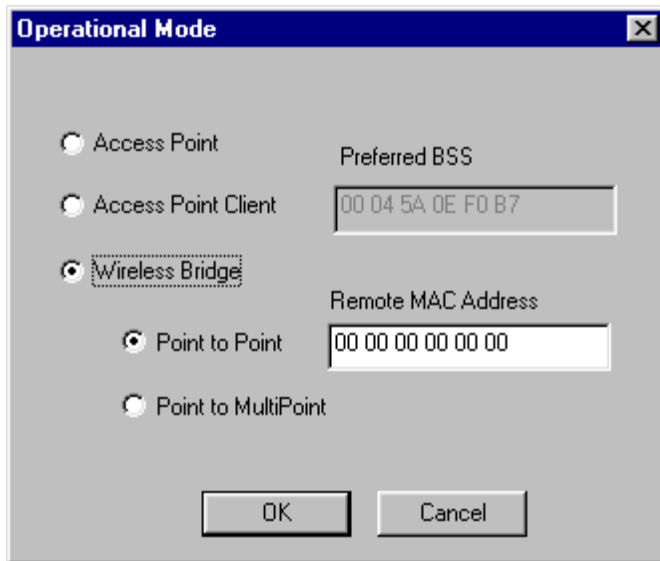 Operational Mode
Access Point
Preferred BSS
Access Point Client
00 04 5A 0E F0 B7
Wireless Bridge
Remote MAC Address
Point to Point
00 00 00 00 00 00
Point to MultiPoint
OK
Cancel